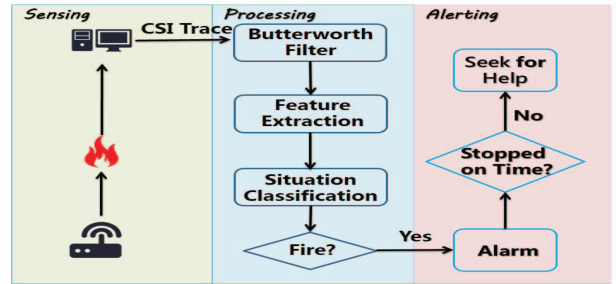 Sensing
CSI Trace
Processing
Butterworth
Filter
Feature
Extraction
Situation
Classification
Fire?
Yes
Alerting
Seek for
Help
No
Stopped
on Time?
Alarm